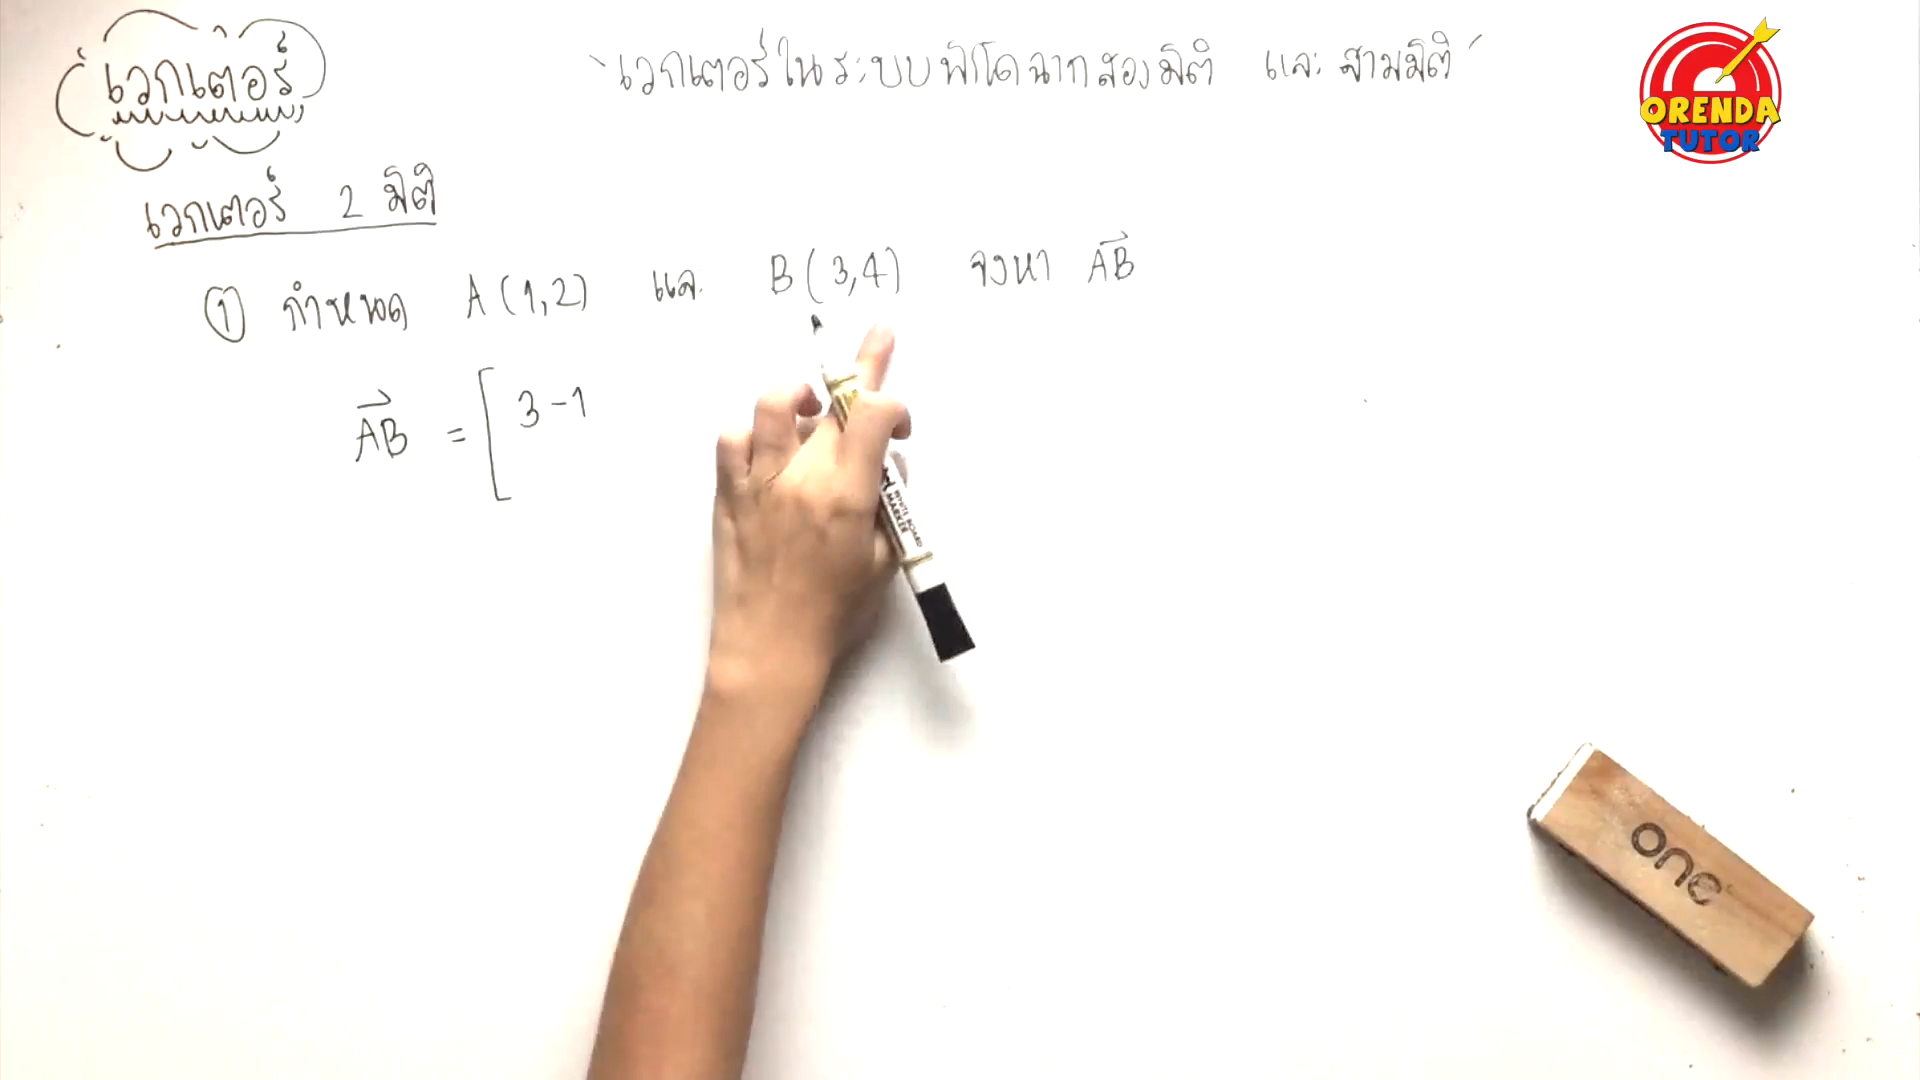 เวกเตอร์
`เวกเตอร์ในระบบพิกัดฉากสองมิติ และ สามมิติ´
ORENDA
TUTOR
เวกเตอร์ 2 มิติ
① กำหนด A(1,2) และ B(3,4) จงหา AB⃗
AB⃗ = [ 3-1
WHITE BOARD
MARKER
one